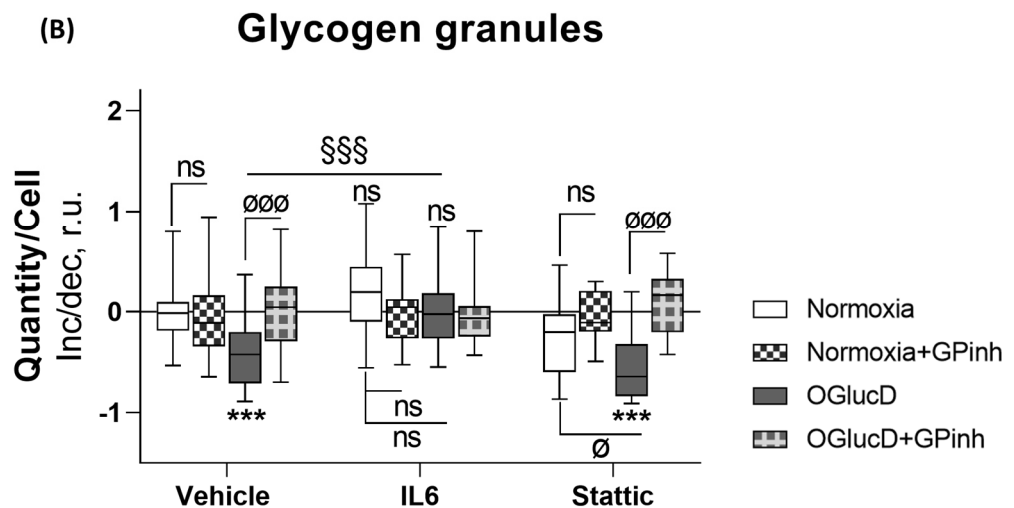 (B)
Glycogen granules
Quantity/Cell
Inc/dec, r.u.
2
1
0
-1
ns
øøø
***
§§§
ns
ns
ns
ns
ns
øøø
***
ø
Vehicle
IL6
Stattic
Normoxia
Normoxia+GPinh
OGlucD
OGlucD+GPinh